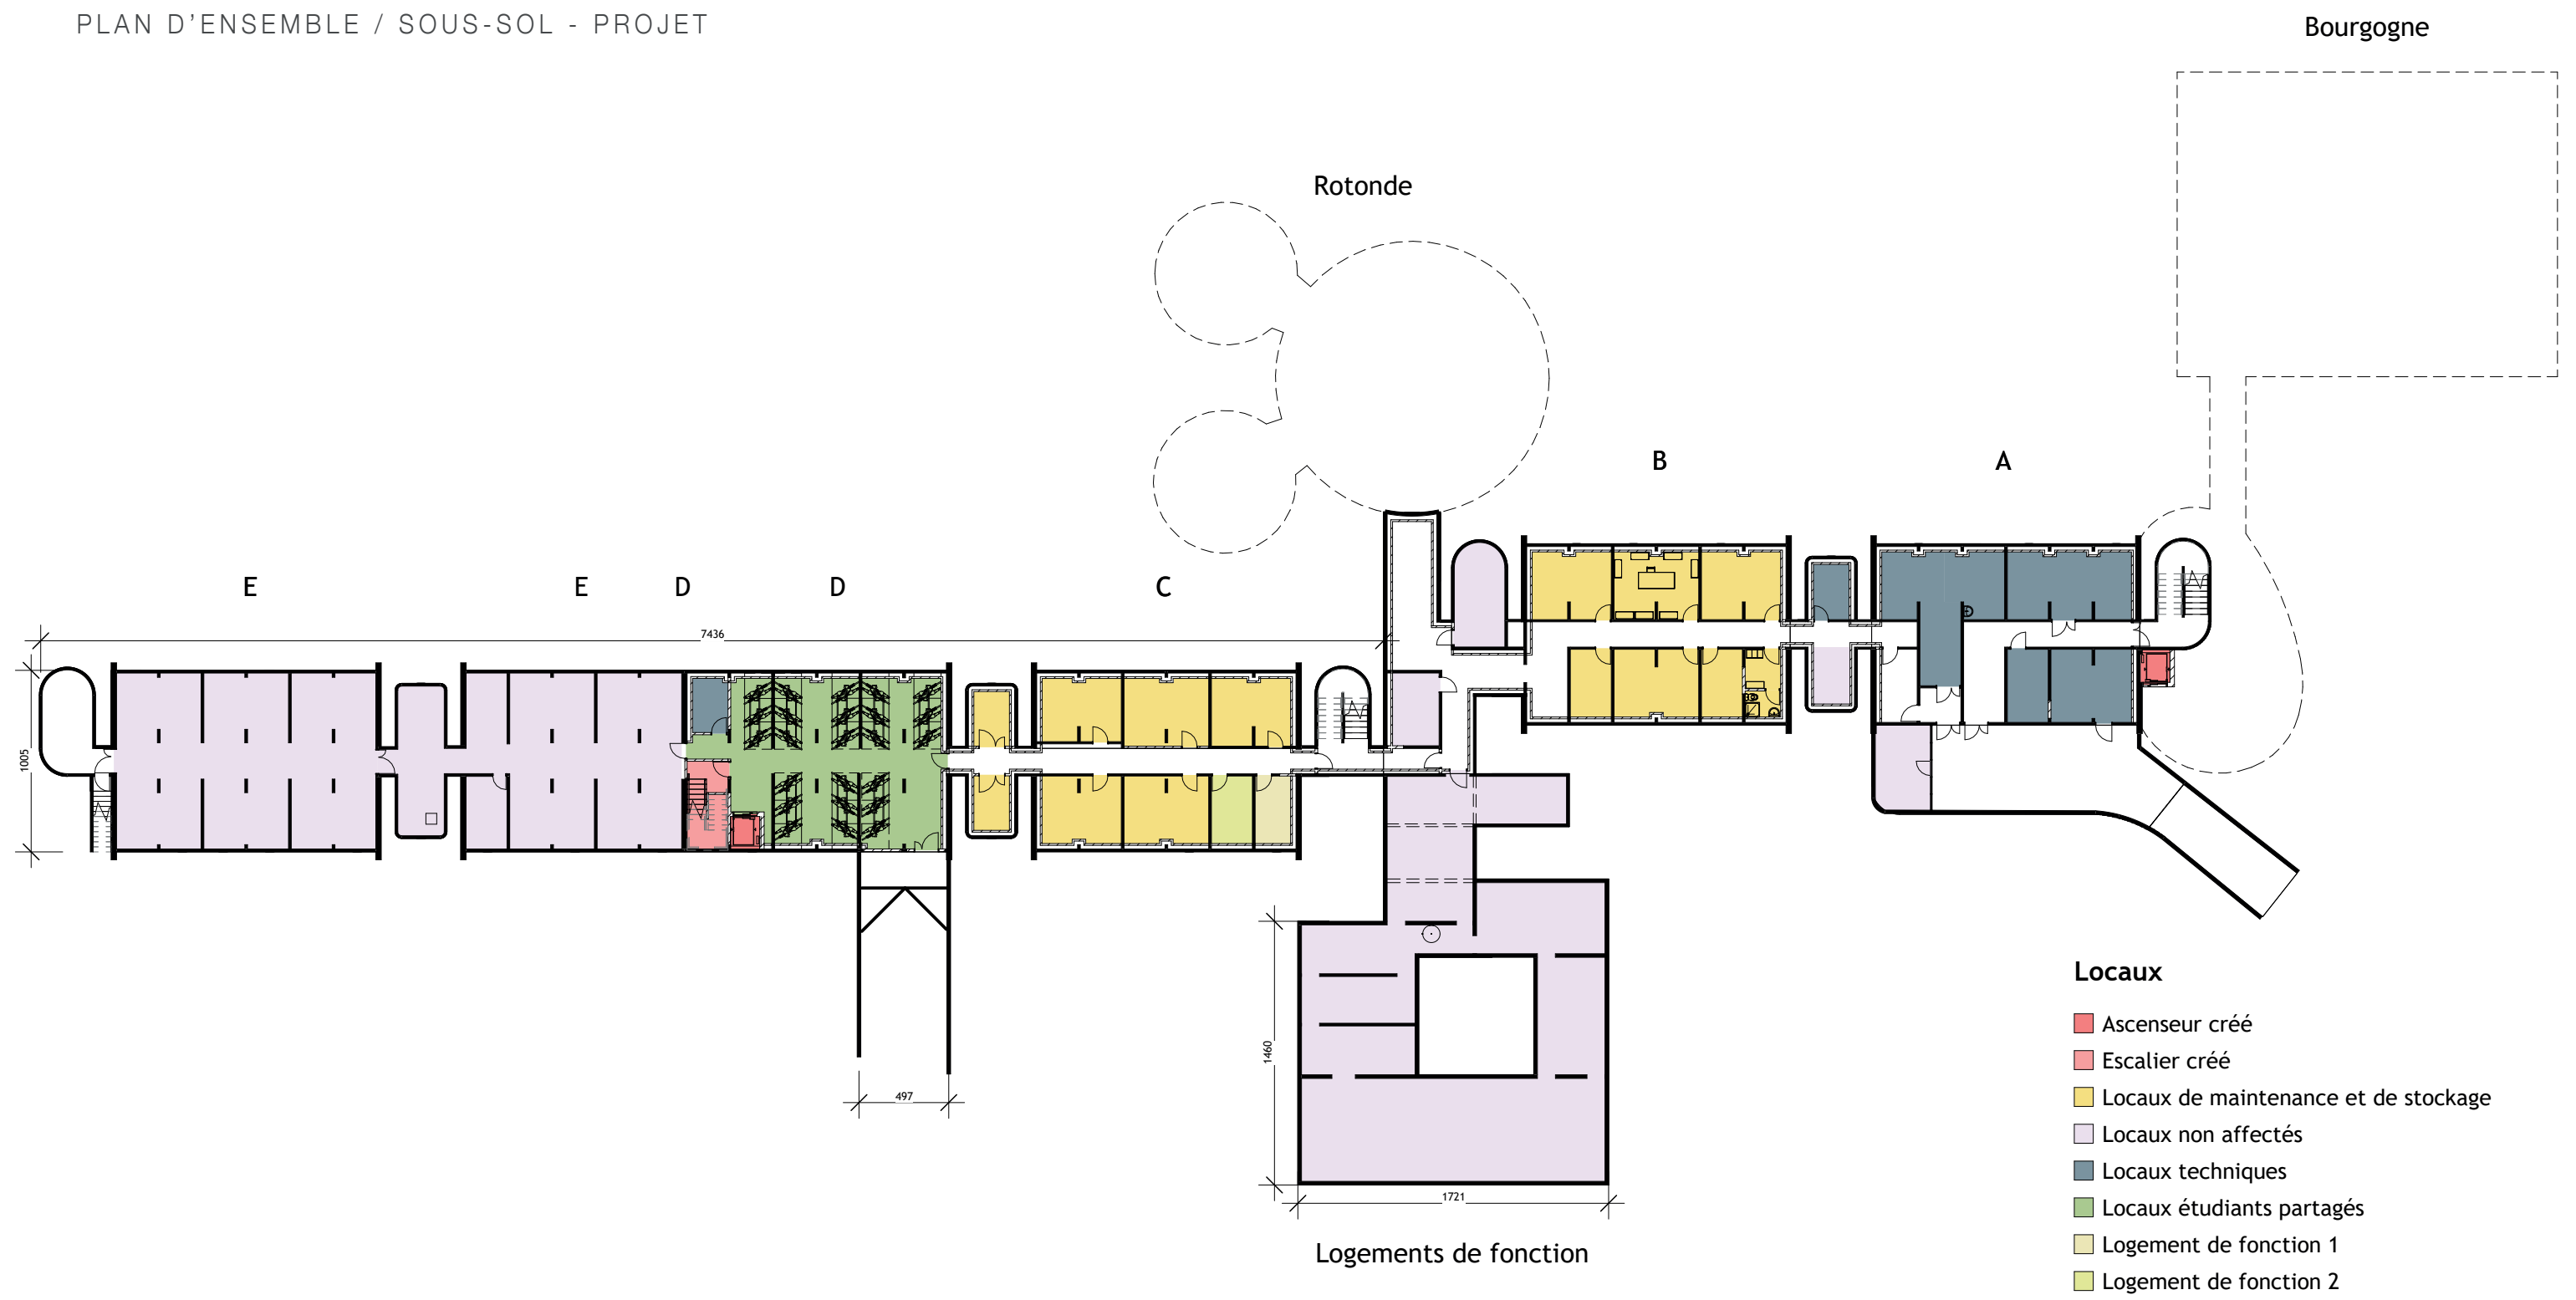 PLAN D'ENSEMBLE / SOUS-SOL - PROJET
Bourgogne
Rotonde
B
A
E
E
D
D
C
7436
1005
497
1460
1721
Logements de fonction
Locaux
Ascenseur créé
Escalier créé
Locaux de maintenance et de stockage
Locaux non affectés
Locaux techniques
Locaux étudiants partagés
Logement de fonction 1
Logement de fonction 2